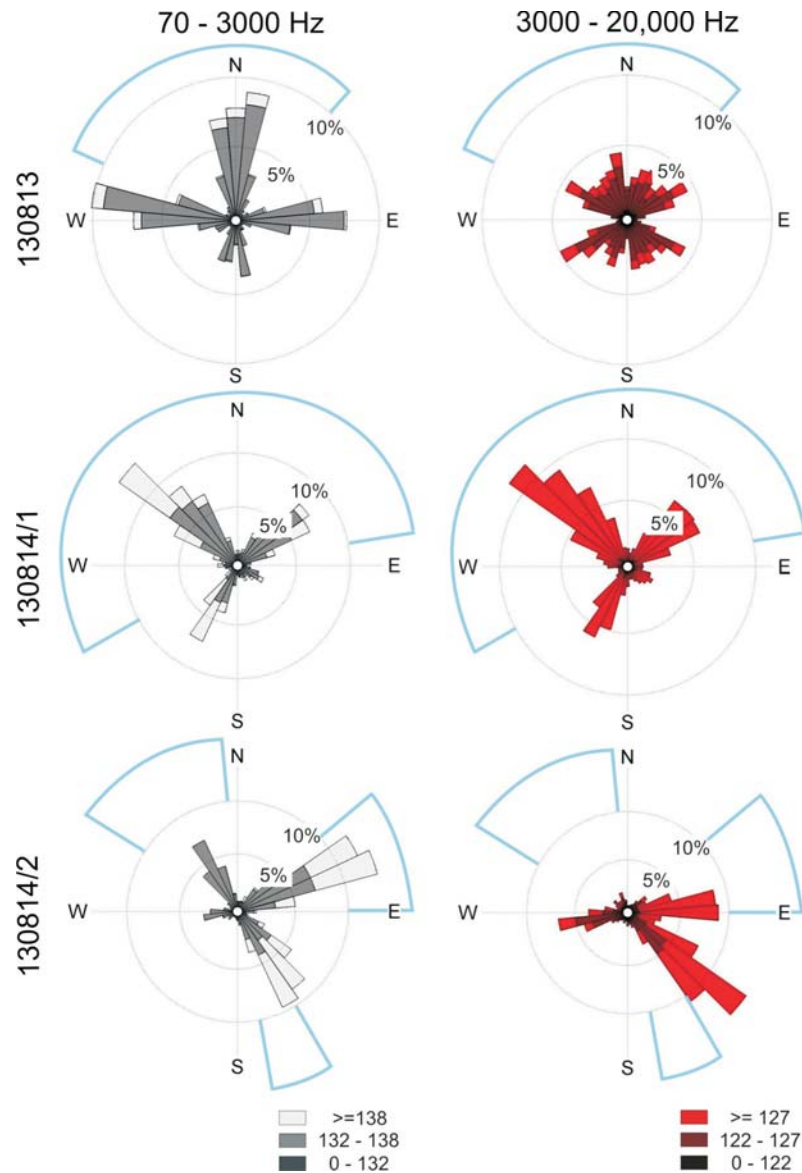 70 - 3000 Hz
3000 - 20,000 Hz
130813
N
10%
5%
W
E
S
N
10%
5%
W
E
S
130814/1
N
10%
5%
W
E
S
N
10%
5%
W
E
S
130814/2
N
10%
5%
W
E
S
N
10%
5%
W
E
S
>=138
132 - 138
0 - 132
>= 127
122 - 127
0 - 122